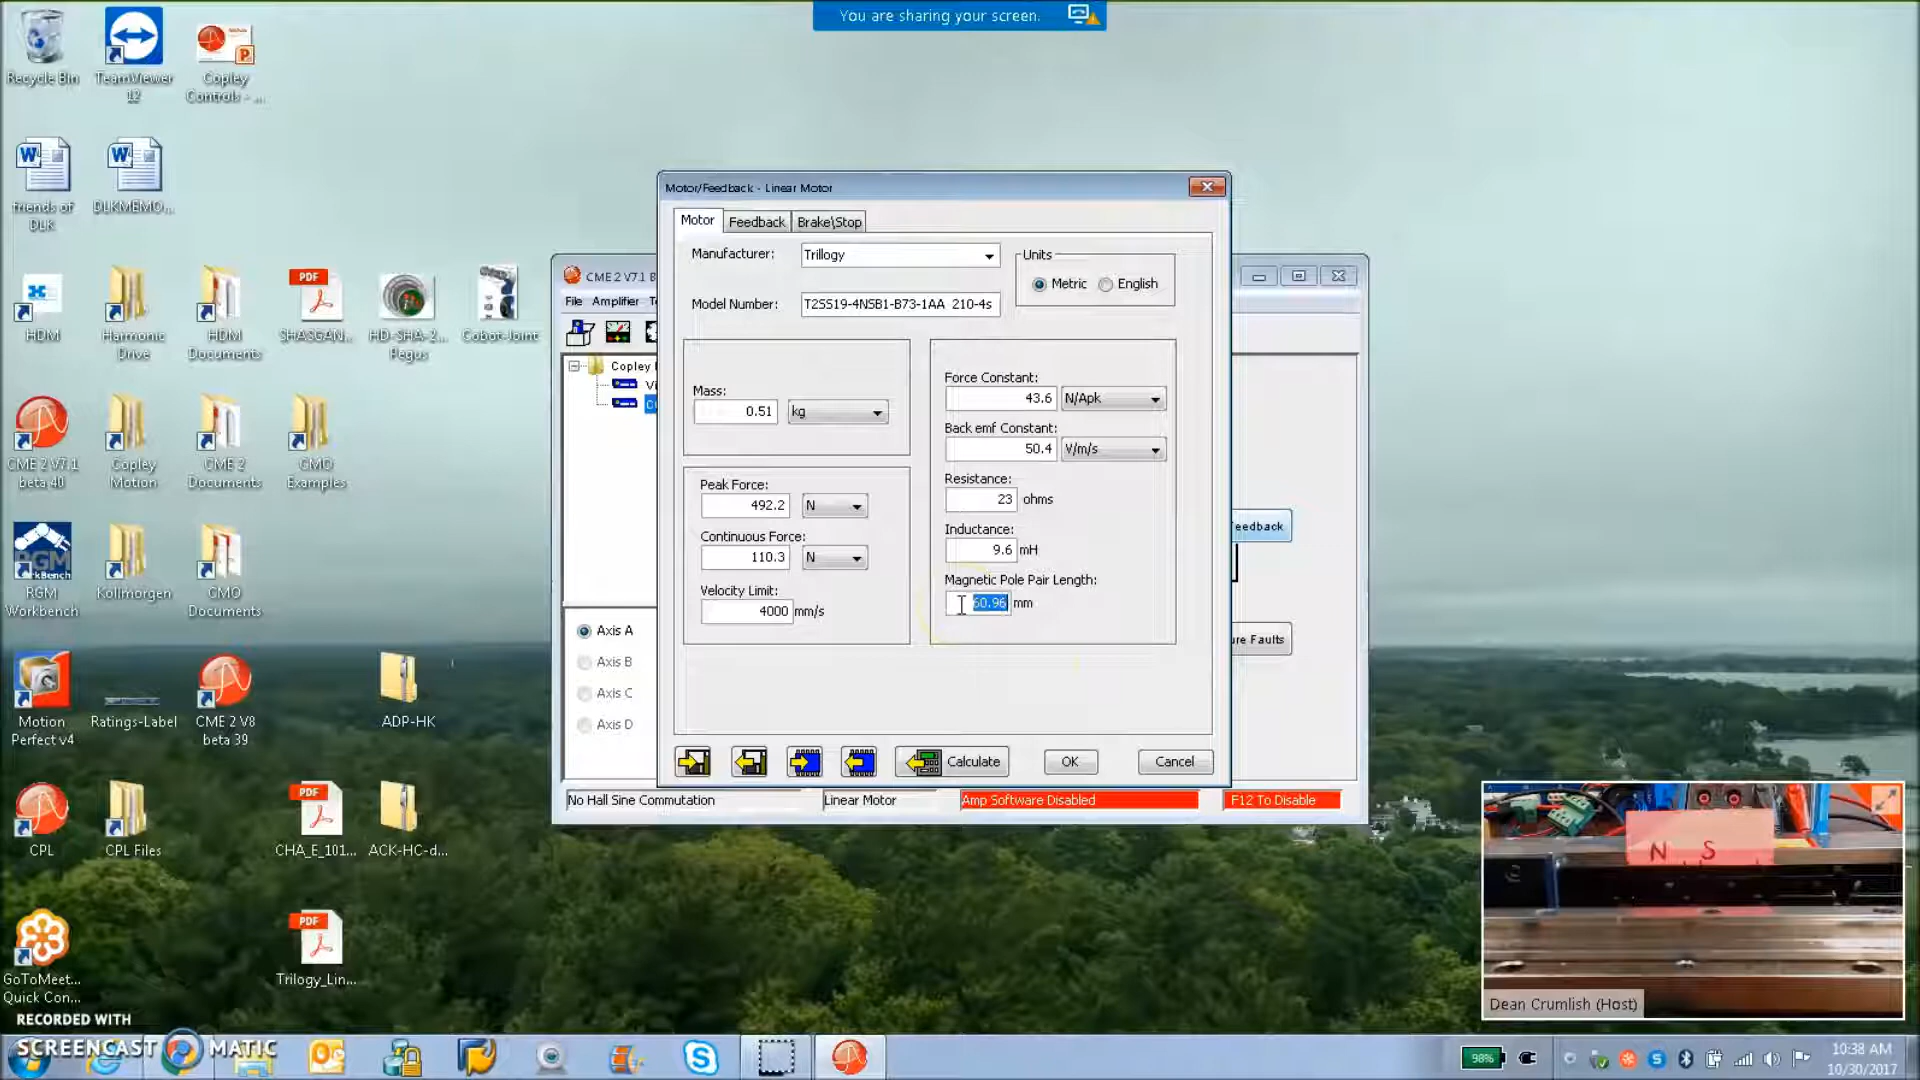 You are sharing your screen.
Recycle Bin
TeamViewer 12
Copley Controls - ...
friends of DLK
DLKMEMO...
HDM
Harmonic Drive
HDM Documents
PDF
SHA58GAN...
HD-SHA-2... Pegus
Cobot-Joint
CME 2 V7.1 beta 40
Copley Motion
CME 2 Documents
CMO Examples
RGM Workbench
Kollmorgen
CMO Documents
Motion Perfect v4
Ratings-Label
CME 2 V8 beta 39
ADP-HK
CPL
CPL Files
PDF
CHA_E_101...
ACK-HC-d...
GoToMeet... Quick Con...
PDF
Trilogy_Lin...
RECORDED WITH
SCREENCAST MATIC
Motor/Feedback - Linear Motor
Motor
Feedback
Brake\Stop
Manufacturer:
Trillogy
Units
Metric
English
Model Number:
T2SS19-4NSB1-B73-1AA 210-4s
Mass:
0.51
kg
Peak Force:
492.2
N
Continuous Force:
110.3
N
Velocity Limit:
4000 mm/s
Force Constant:
43.6
N/Apk
Back emf Constant:
50.4
V/m/s
Resistance:
23 ohms
Inductance:
9.6 mH
Magnetic Pole Pair Length:
60.96 mm
Calculate
OK
Cancel
CME 2 V7.1 B
File Amplifier T
Copley
Vi
Axis A
Axis B
Axis C
Axis D
eedback
ure Faults
No Hall Sine Commutation
Linear Motor
Amp Software Disabled
F12 To Disable
N S
Dean Crumlish (Host)
98%
10:38 AM
10/30/2017